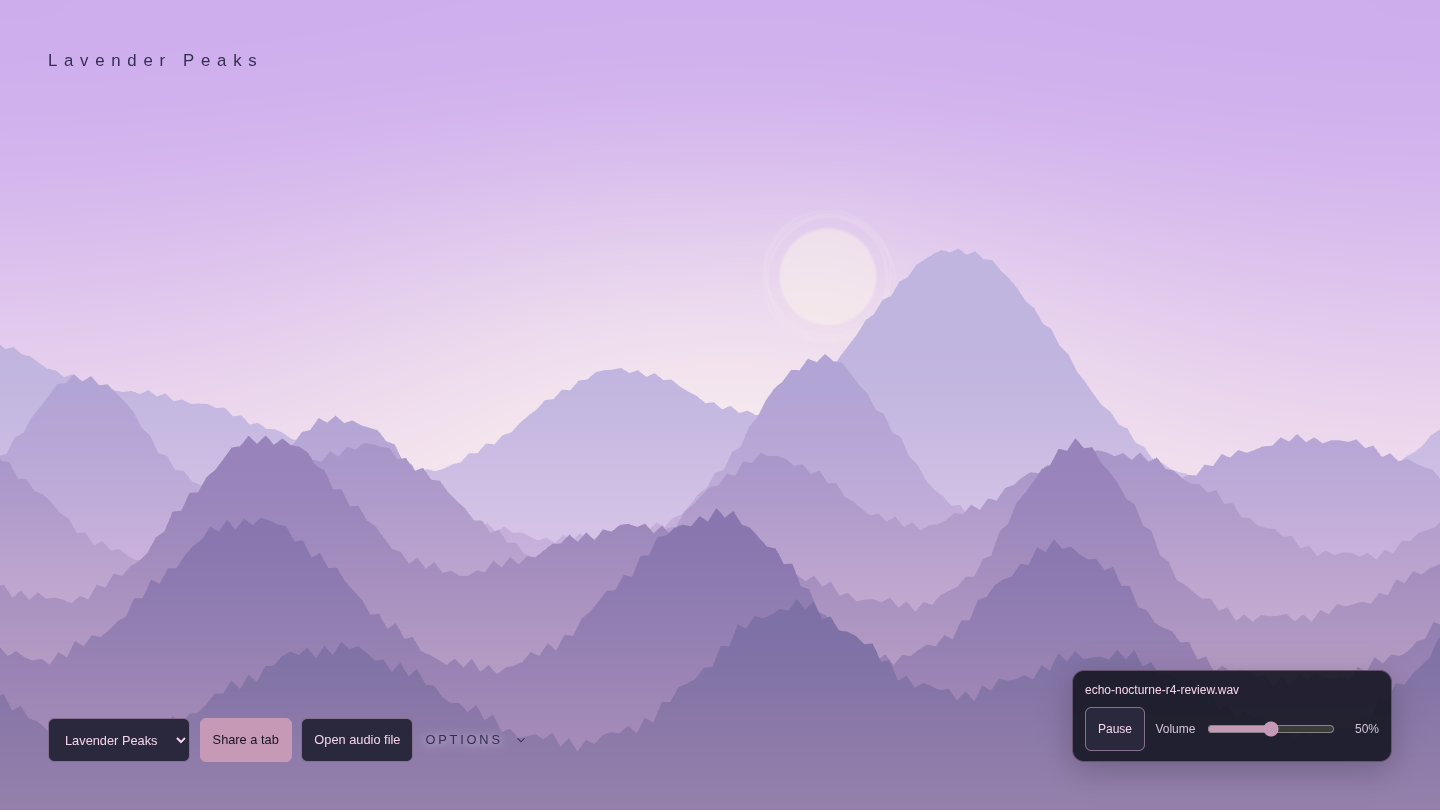 Lavender Peaks
echo-nocturne-r4-review.wav
Lavender Peaks
Share a tab
Open audio file
OPTIONS
Pause
Volume
50%